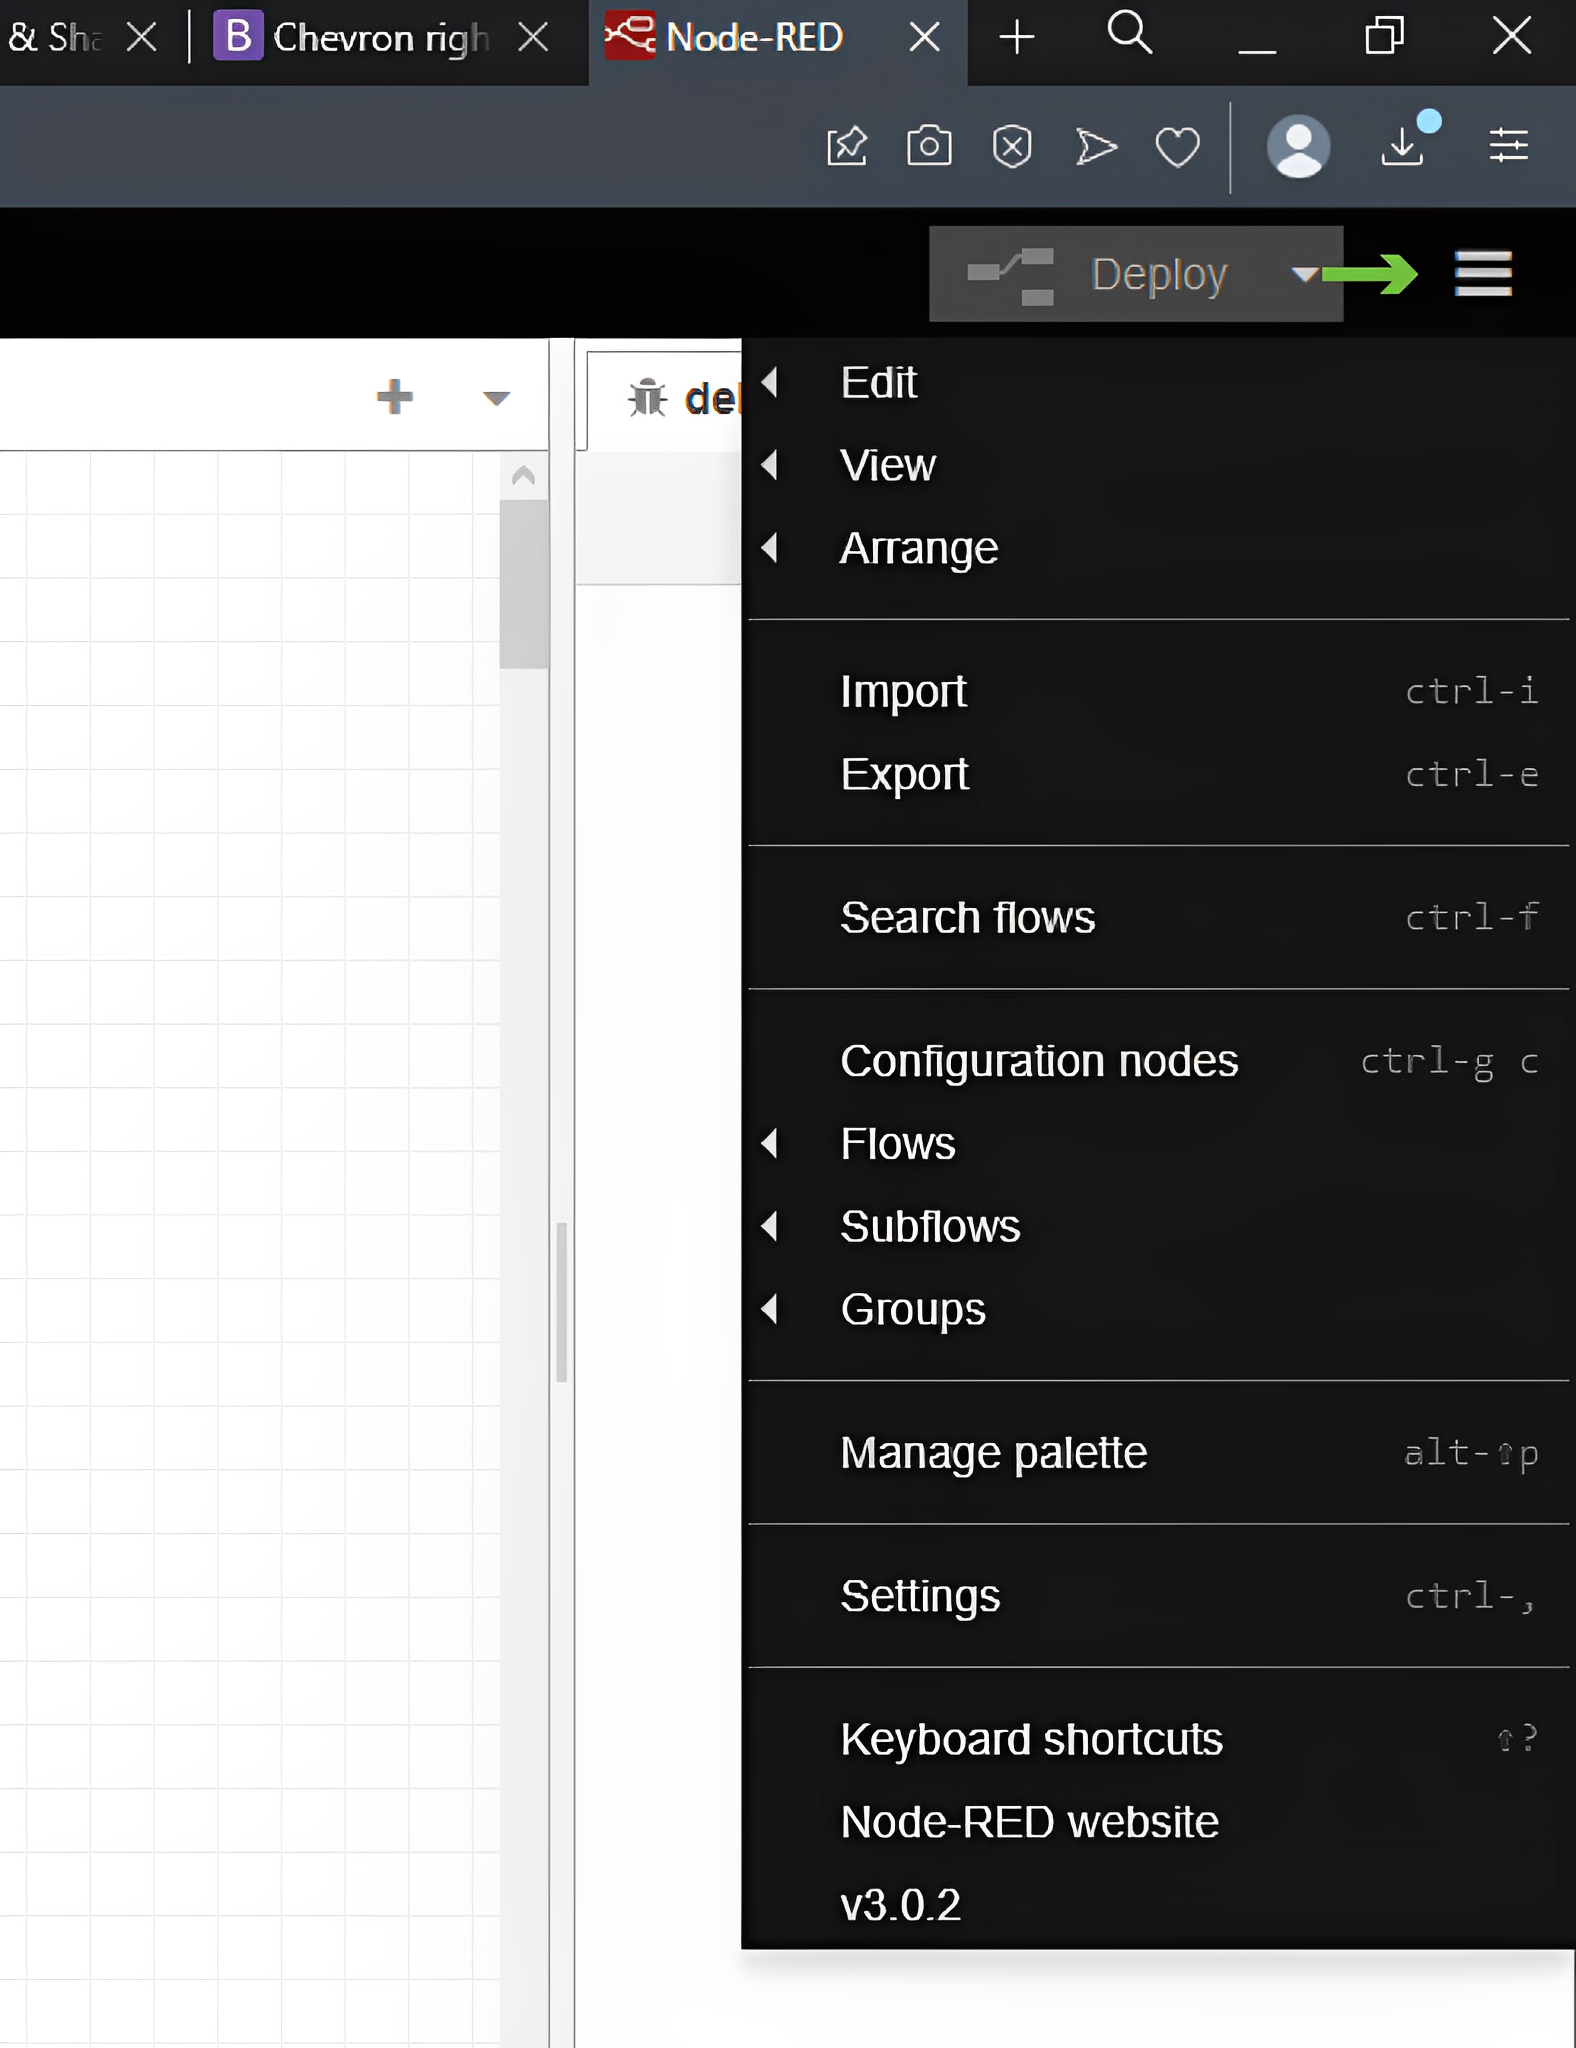 & Sha
B Chevron righ
Node-RED
Deploy
de
Edit
View
Arrange
Import ctrl-i
Export ctrl-e
Search flows ctrl-f
Configuration nodes ctrl-g c
Flows
Subflows
Groups
Manage palette alt-⇧p
Settings ctrl-,
Keyboard shortcuts ⇧?
Node-RED website
v3.0.2